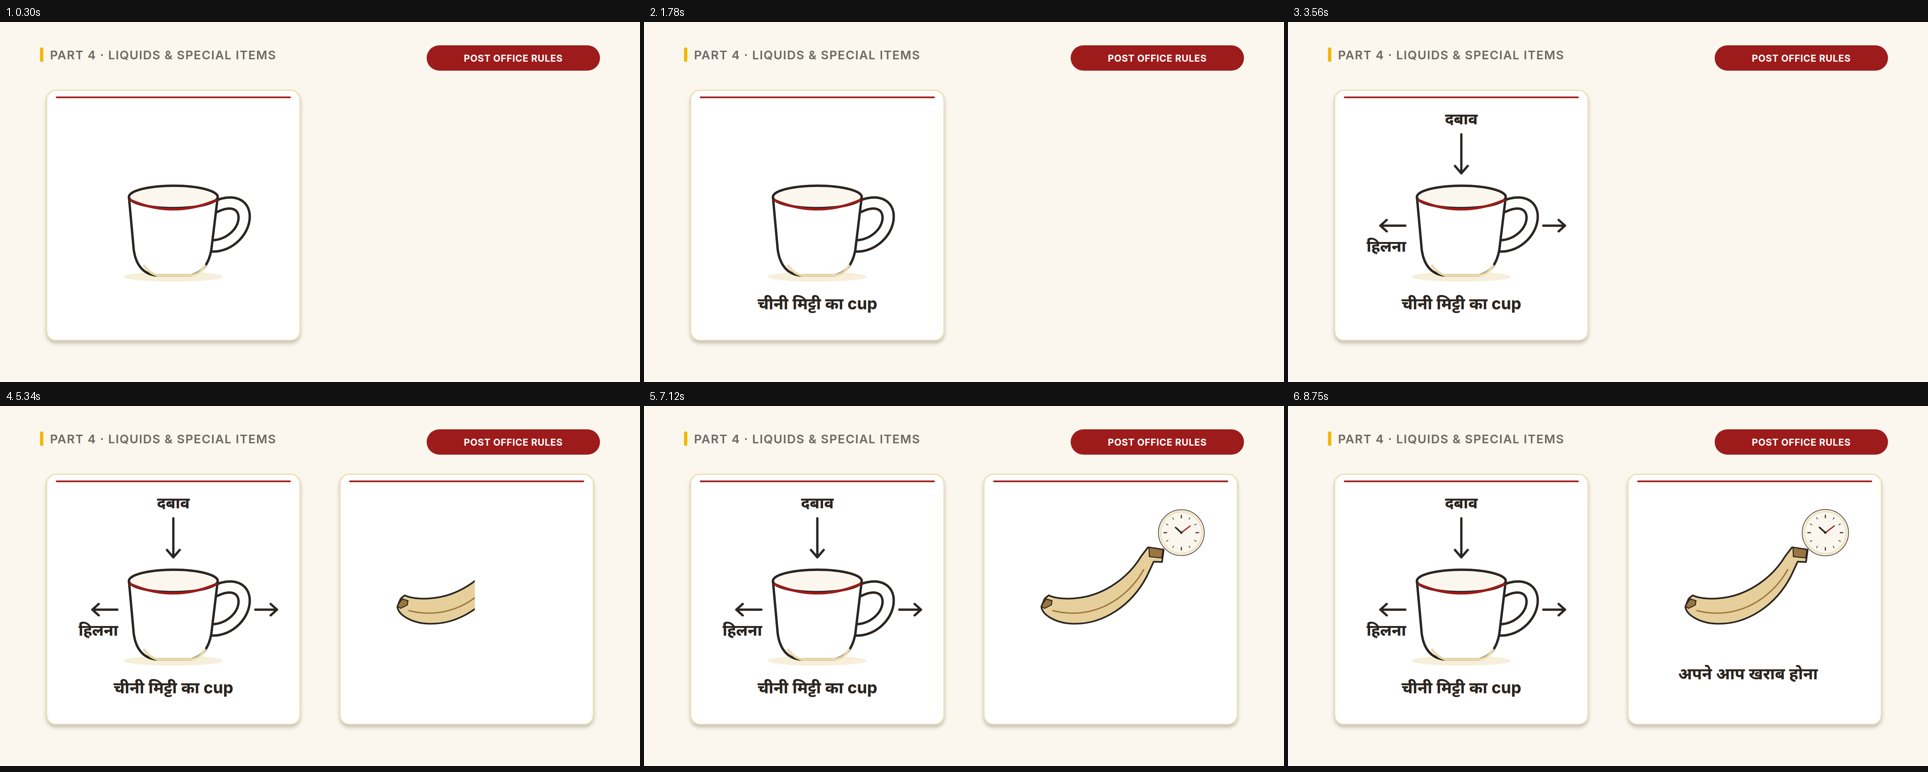 1. 0.30s
PART 4 · LIQUIDS & SPECIAL ITEMS
POST OFFICE RULES
2. 1.78s
PART 4 · LIQUIDS & SPECIAL ITEMS
POST OFFICE RULES
चीनी मिट्टी का cup
3. 3.56s
PART 4 · LIQUIDS & SPECIAL ITEMS
POST OFFICE RULES
दबाव
हिलना
चीनी मिट्टी का cup
4. 5.34s
PART 4 · LIQUIDS & SPECIAL ITEMS
POST OFFICE RULES
दबाव
हिलना
चीनी मिट्टी का cup
5. 7.12s
PART 4 · LIQUIDS & SPECIAL ITEMS
POST OFFICE RULES
दबाव
हिलना
चीनी मिट्टी का cup
6. 8.75s
PART 4 · LIQUIDS & SPECIAL ITEMS
POST OFFICE RULES
दबाव
हिलना
चीनी मिट्टी का cup
अपने आप खराब होना